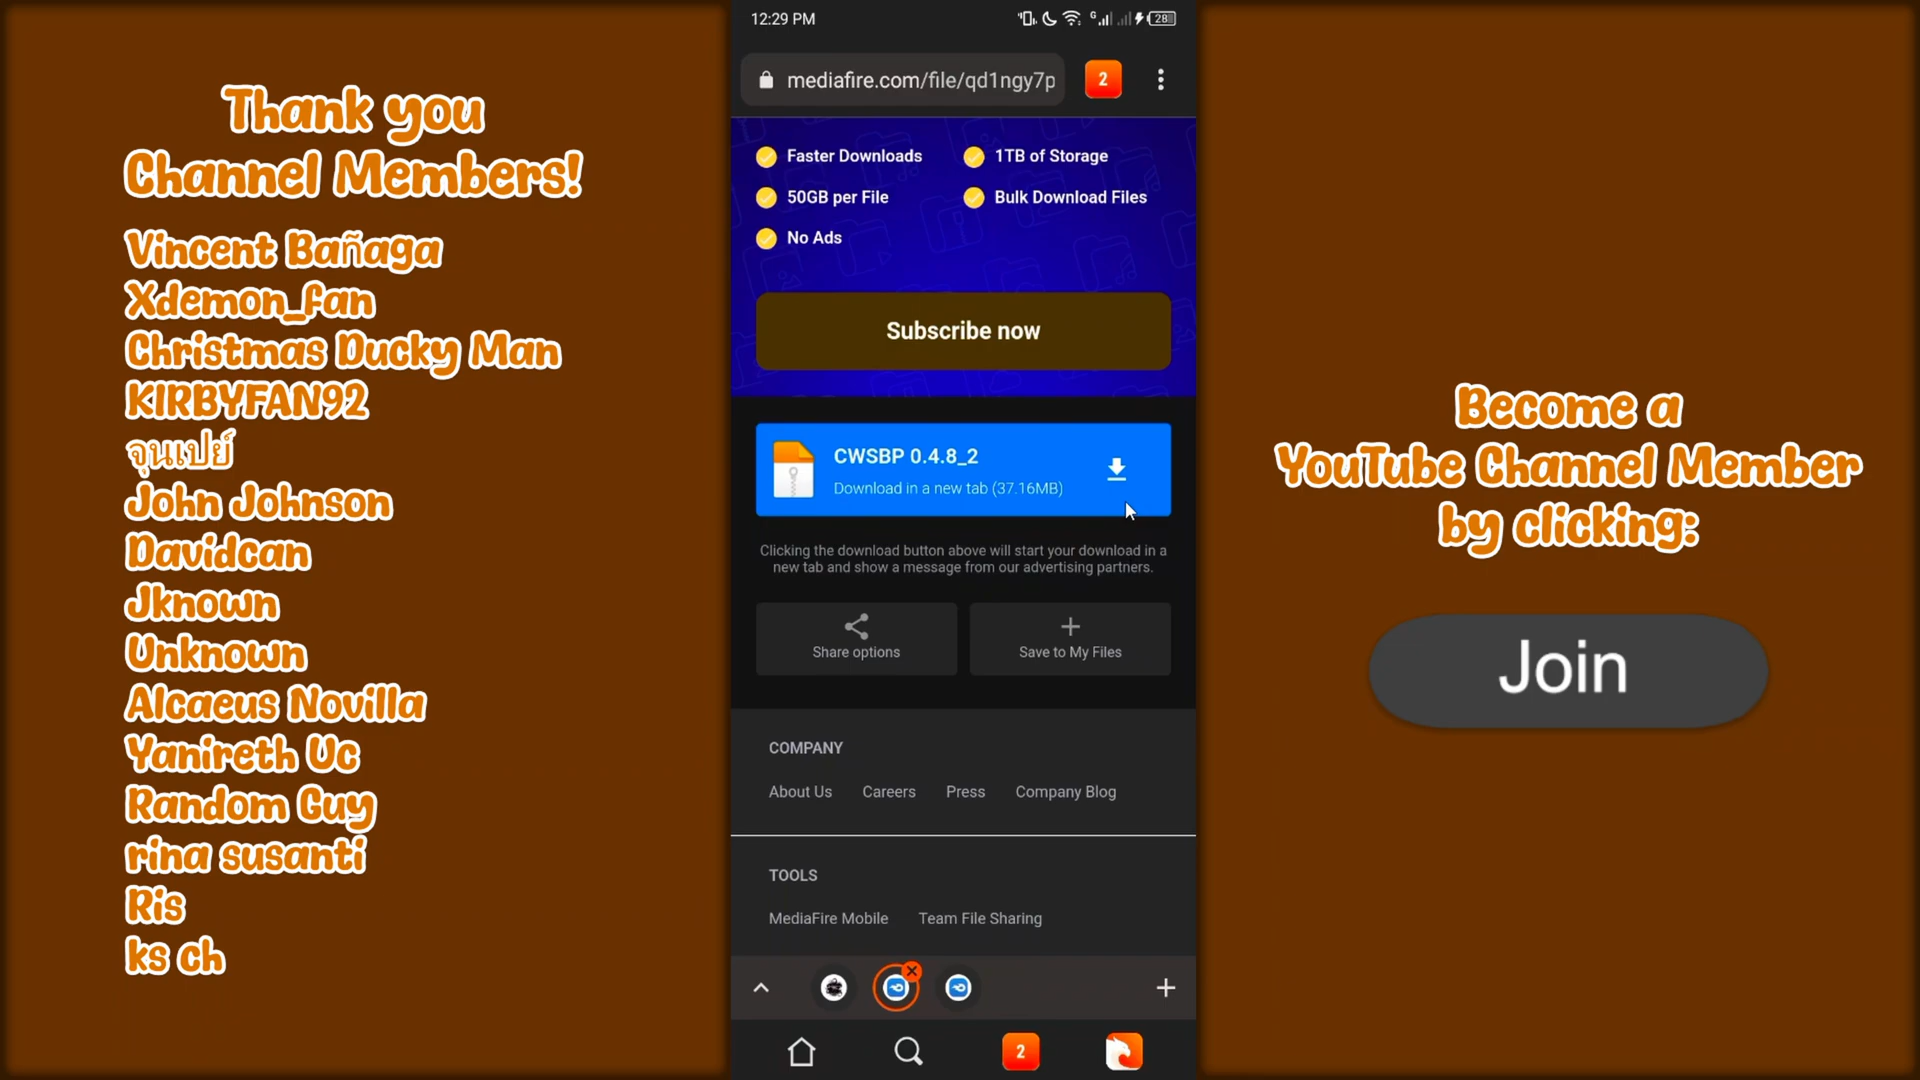 Thank you
Channel Members!
Vincent Bañaga
Xdemon_fan
Christmas Ducky Man
KIRBYFAN92
จุนเปย์
John Johnson
Davidcan
Jknown
Unknown
Alcaeus Novilla
Yanireth Uc
Random Guy
rina susanti
Ris
ks ch
12:29 PM
G
28
mediafire.com/file/qd1ngy7p
2
Faster Downloads
1TB of Storage
50GB per File
Bulk Download Files
No Ads
Subscribe now
CWSBP 0.4.8_2
Download in a new tab (37.16MB)
Clicking the download button above will start your download in a
new tab and show a message from our advertising partners.
Share options
Save to My Files
COMPANY
About Us Careers Press Company Blog
TOOLS
MediaFire Mobile Team File Sharing
2
Become a
YouTube Channel Member
by clicking:
Join